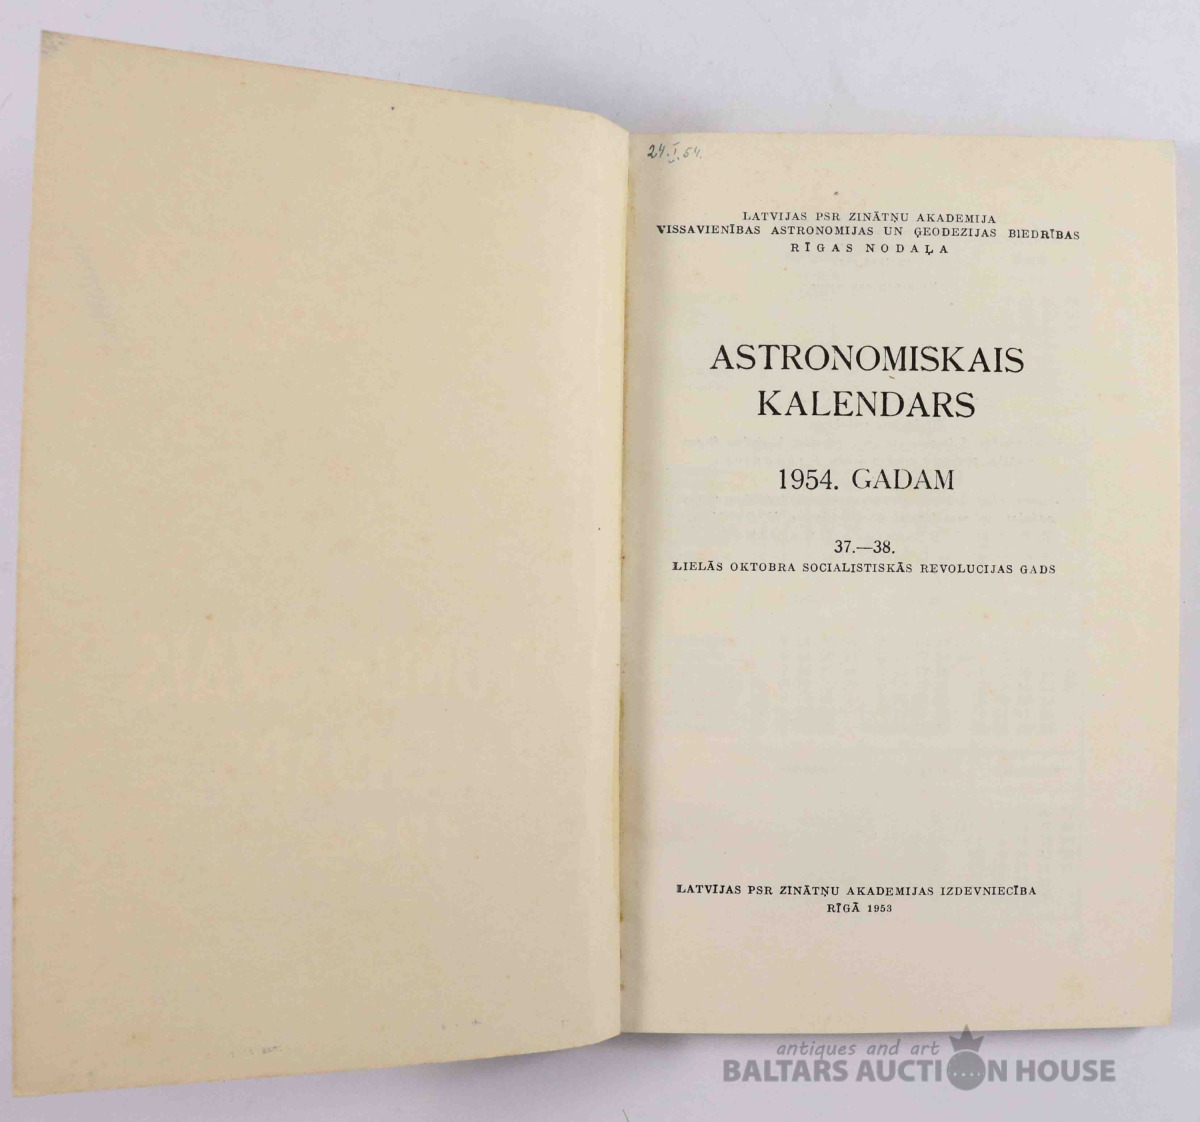 24.I.54.
LATVIJAS PSR ZINĀTŅU AKADEMIJA
VISSAVIENĪBAS ASTRONOMIJAS UN ĢEODEZIJAS BIEDRĪBAS
RĪGAS NODAĻA
ASTRONOMISKAIS
KALENDARS
1954. GADAM
37.—38.
LIELĀS OKTOBRA SOCIALISTISKĀS REVOLUCIJAS GADS
LATVIJAS PSR ZINĀTŅU AKADEMIJAS IZDEVNIECĪBA
RĪGĀ 1953
antiques and art
BALTARS AUCTION HOUSE